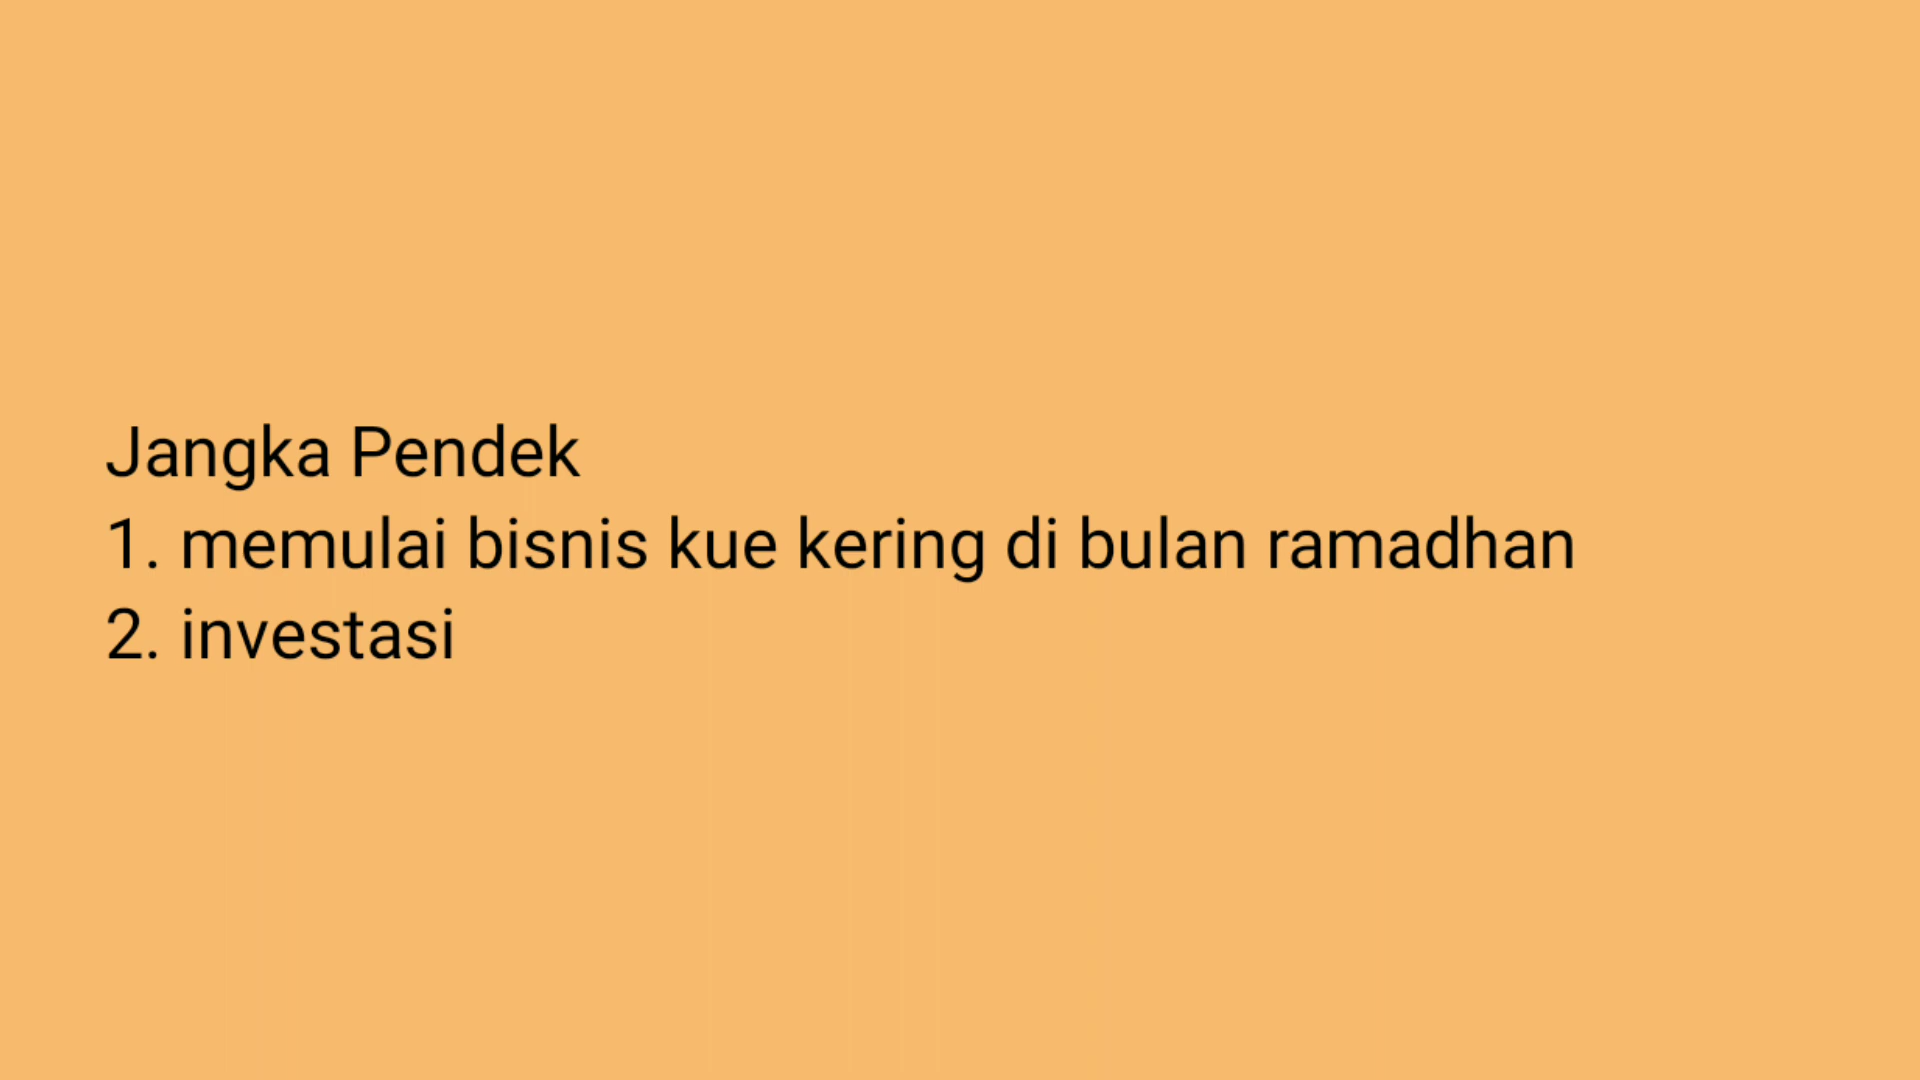 Jangka Pendek
1. memulai bisnis kue kering di bulan ramadhan
2. investasi